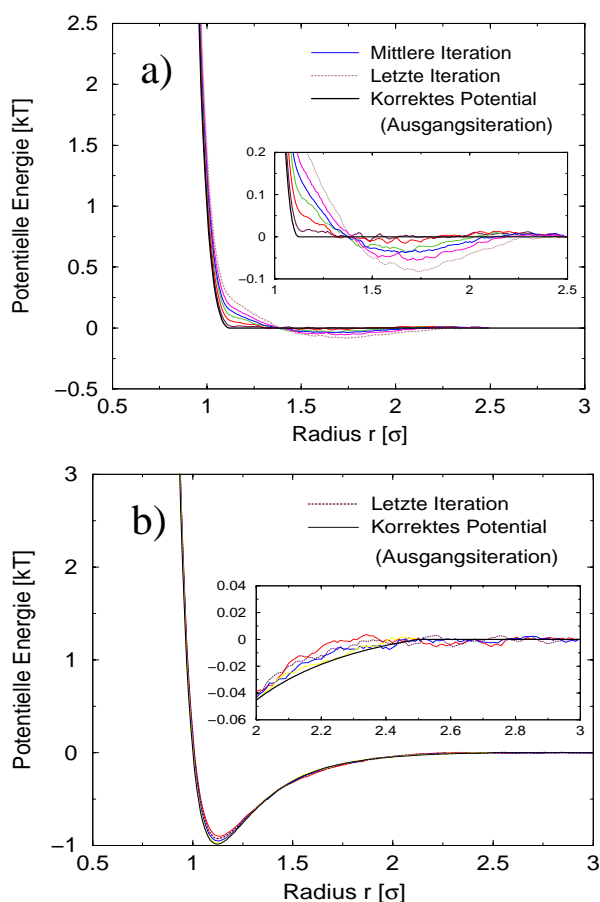 a)
Mittlere Iteration
Letzte Iteration
Korrektes Potential
(Ausgangsiteration)
Potentielle Energie [kT]
2.5
2
1.5
1
0.5
0
−0.5
0.2
0.1
0
−0.1
1 1.5 2 2.5
0.5 1 1.5 2 2.5 3
Radius r [σ]
b)
Letzte Iteration
Korrektes Potential
(Ausgangsiteration)
Potentielle Energie [kT]
3
2
1
0
−1
0.04
0.02
0
−0.02
−0.04
−0.06
2 2.2 2.4 2.6 2.8 3
0.5 1 1.5 2 2.5 3
Radius r [σ]